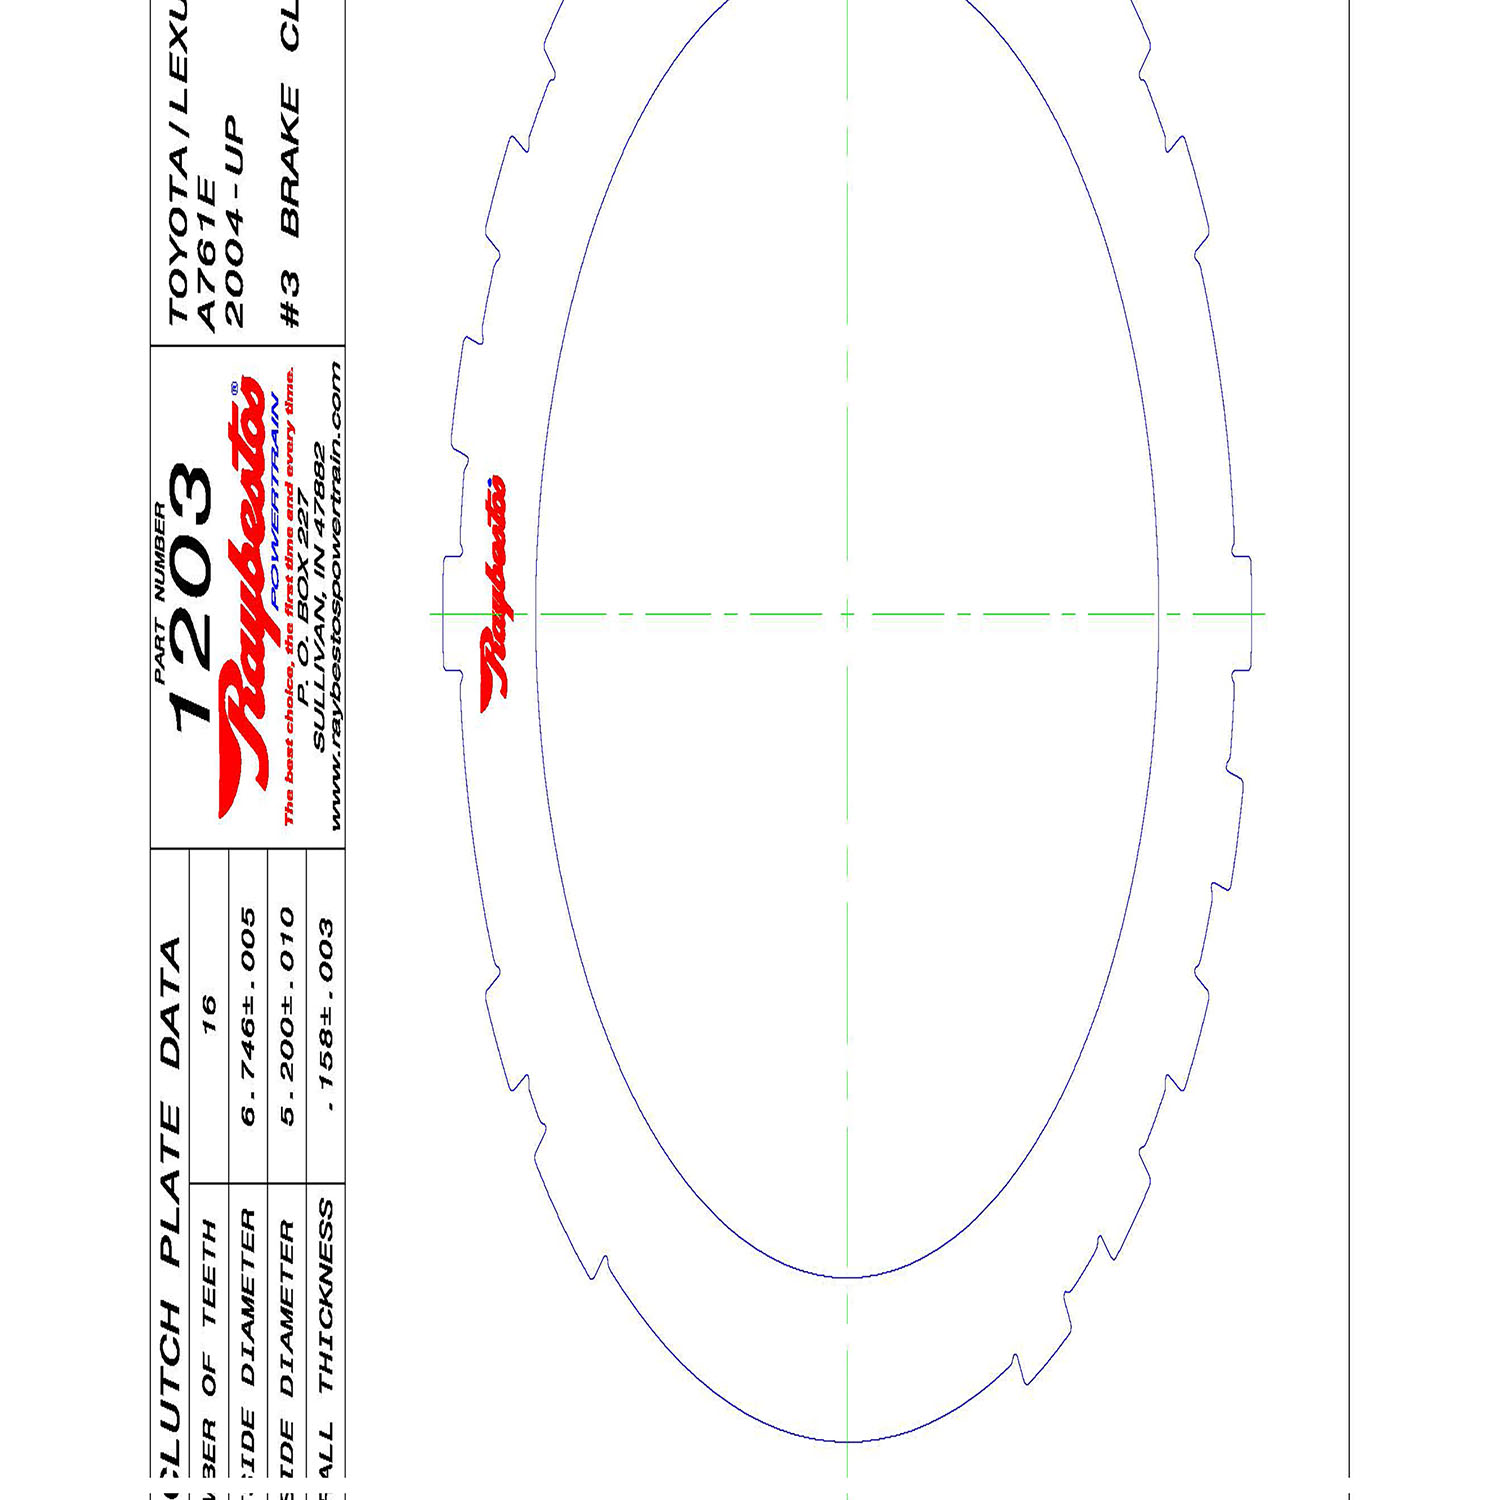 TOYOTA/LEXU
A761E
2004-UP
#3 BRAKE CL
PART NUMBER
1203
Raybestos®
POWERTRAIN
The best choice, the first time and every time.
P. O. BOX 227
SULLIVAN, IN 47882
www.raybestospowertrain.com
CLUTCH PLATE DATA
BER OF TEETH 16
SIDE DIAMETER 6.746±.005
SIDE DIAMETER 5.200±.010
ALL THICKNESS .158±.003
Raybestos